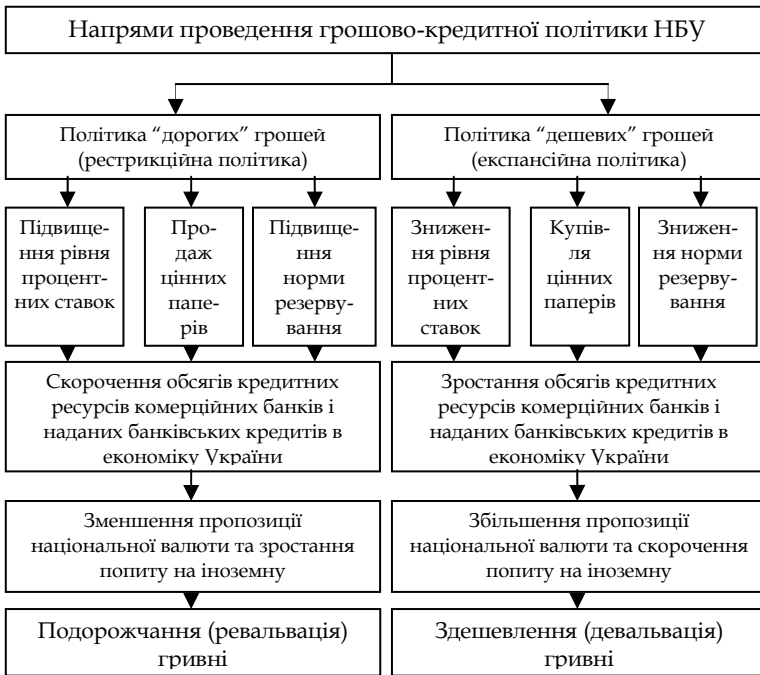 Напрями проведення грошово-кредитної політики НБУ
Політика “дорогих” грошей
(рестрикційна політика)
Політика “дешевих” грошей
(експансійна політика)
Підвище-
ння рівня
процент-
них ставок
Про-
даж
цінних
папе-
рів
Підвище-
ння
норми
резерву-
вання
Знижен-
ня рівня
процент-
них
ставок
Купів-
ля
цінних
паперів
Знижен-
ня норми
резерву-
вання
Скорочення обсягів кредитних
ресурсів комерційних банків і
наданих банківських кредитів в
економіку України
Зростання обсягів кредитних
ресурсів комерційних банків і
наданих банківських кредитів в
економіку України
Зменшення пропозиції
національної валюти та зростання
попиту на іноземну
Збільшення пропозиції
національної валюти та скорочення
попиту на іноземну
Подорожчання (ревальвація)
гривні
Здешевлення (девальвація)
гривні